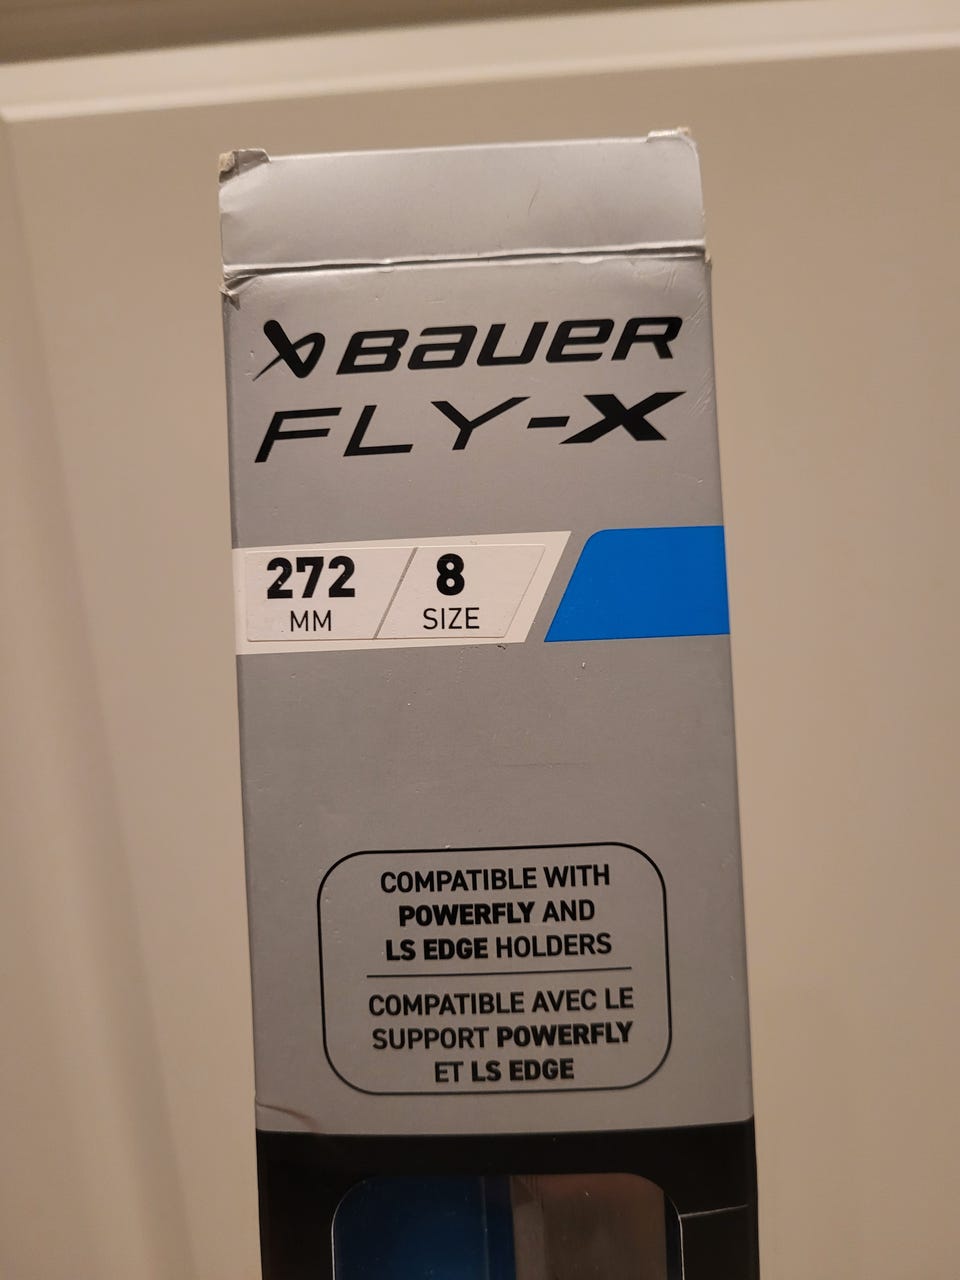 BAUER
FLY-X
272 8
MM SIZE
COMPATIBLE WITH
POWERFLY AND
LS EDGE HOLDERS
COMPATIBLE AVEC LE
SUPPORT POWERFLY
ET LS EDGE